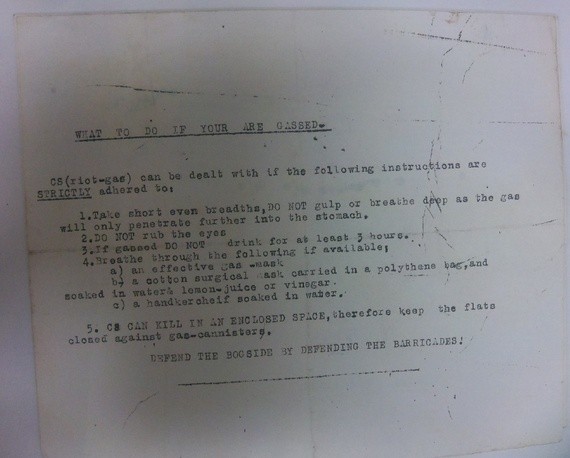 WHAT TO DO IF YOUR ARE GASSED.
CS(riot-gas) can be dealt with if the following instructions are
STRICTLY adhered to:
1.Take short even breadths,DO NOT gulp or breathe deep as the gas
will only penetrate further into the stomach.
2.DO NOT rub the eyes
3.If gassed DO NOT drink for at least 3 hours.
4.Breathe through the following if available;
a) an effective gas -mask
b) a cotton surgical mask carried in a polythene bag,and
soaked in water& lemon-juice or vinegar.
c) a handkercheif soaked in water.
5. CS CAN KILL IN AN ENCLOSED SPACE,therefore keep the flats
closed against gas-cannisters.
DEFEND THE BOGSIDE BY DEFENDING THE BARRICADES!